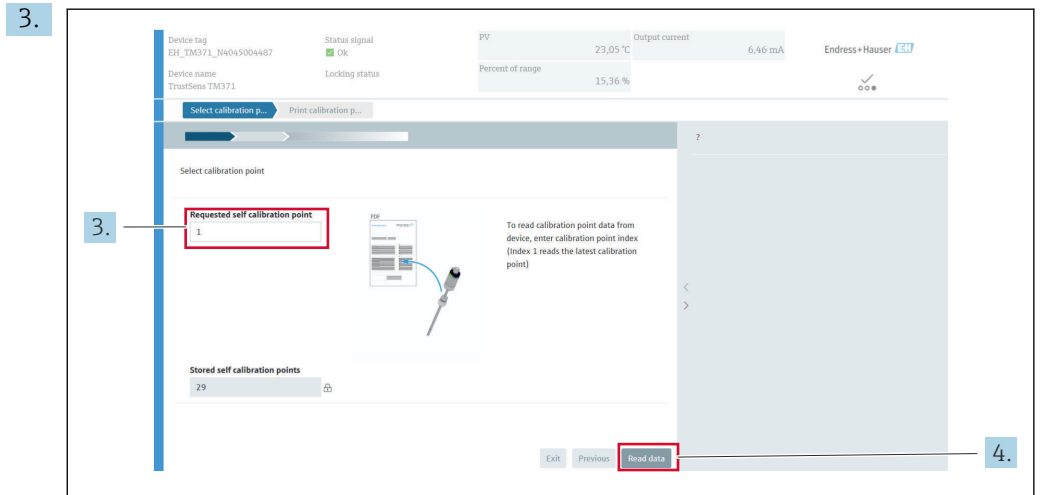 3.
Device tag
EH_TM371_N4045004487
Status signal
Ok
PV
23,05 °C
Output current
6,46 mA
Endress+Hauser EH
Device name
TrustSens TM371
Locking status
Percent of range
15,36 %
Select calibration p...
Print calibration p...
?
Select calibration point
3.
Requested self calibration point
1
PDF
To read calibration point data from
device, enter calibration point index
(Index 1 reads the latest calibration
point)
<
>
Stored self calibration points
29
Exit
Previous
Read data
4.